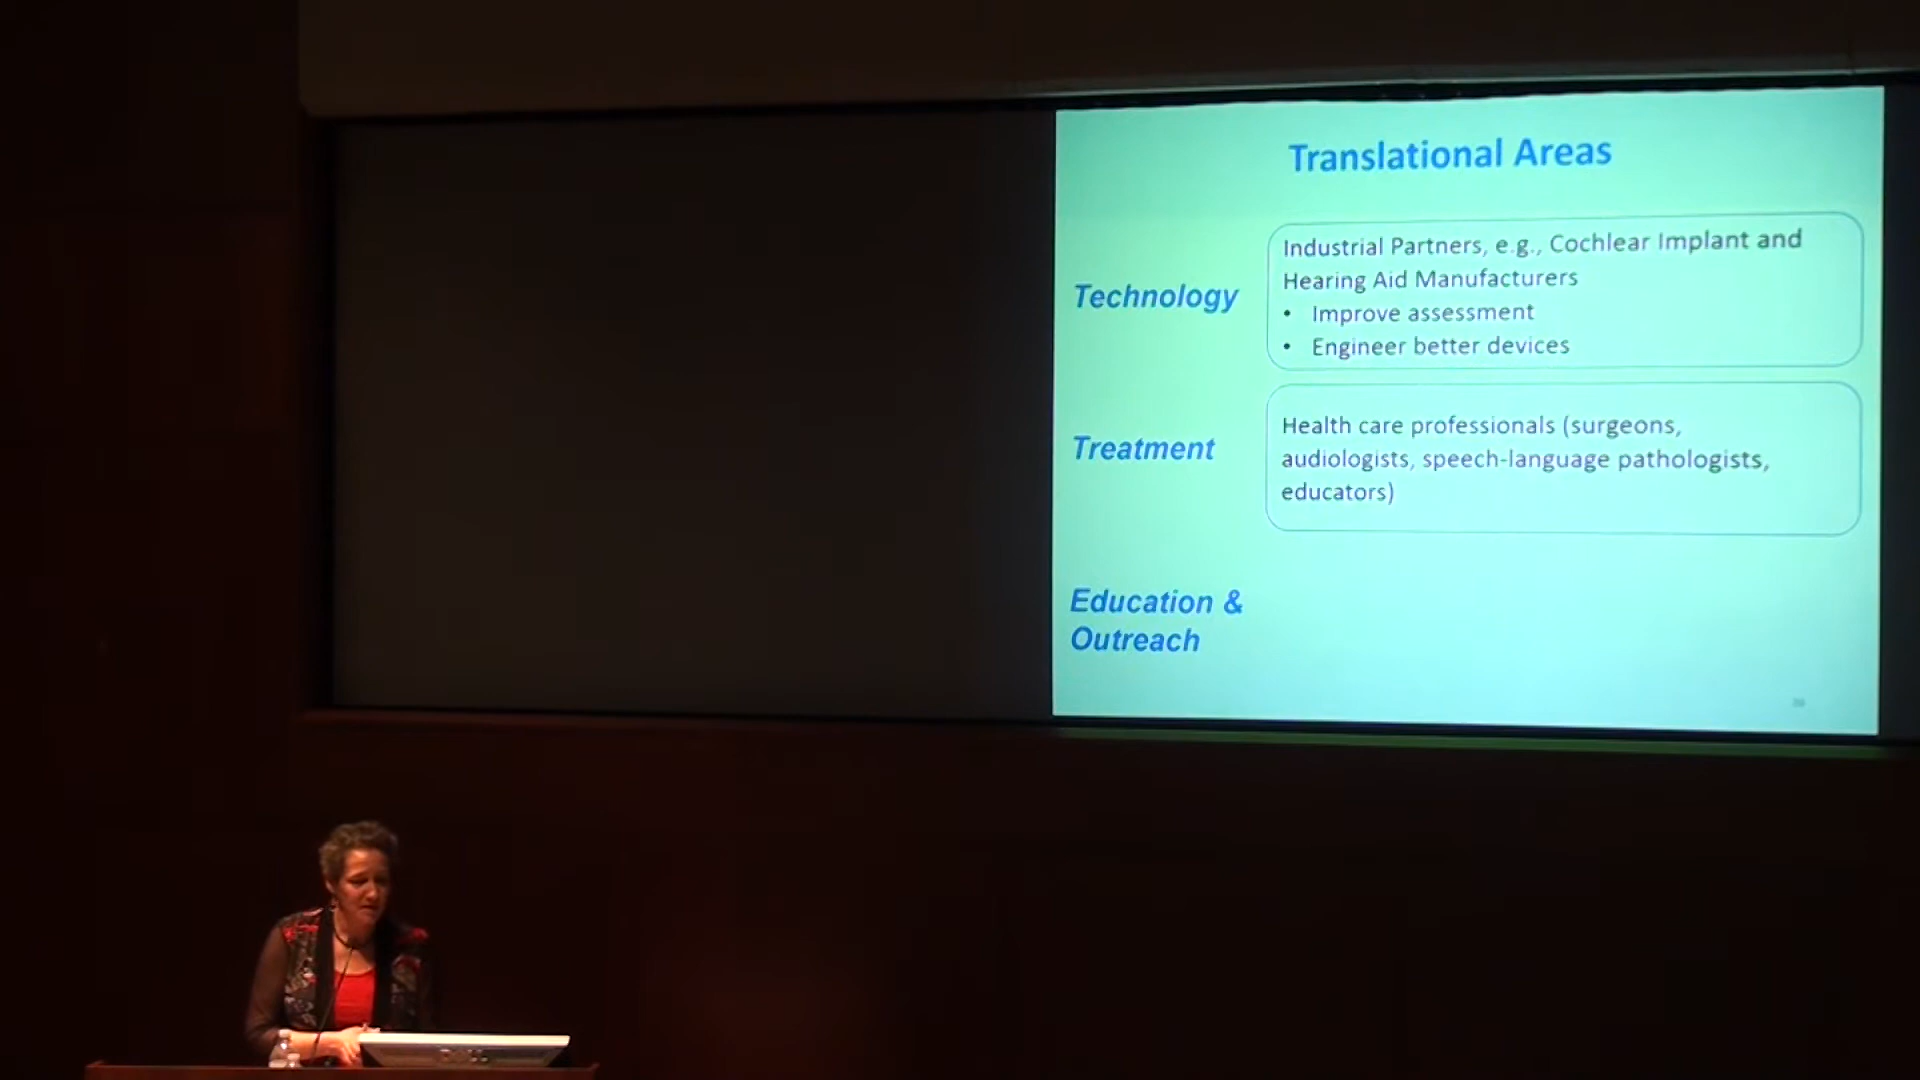 Translational Areas
Technology
Industrial Partners, e.g., Cochlear Implant and
Hearing Aid Manufacturers
• Improve assessment
• Engineer better devices
Treatment
Health care professionals (surgeons,
audiologists, speech-language pathologists,
educators)
Education &
Outreach